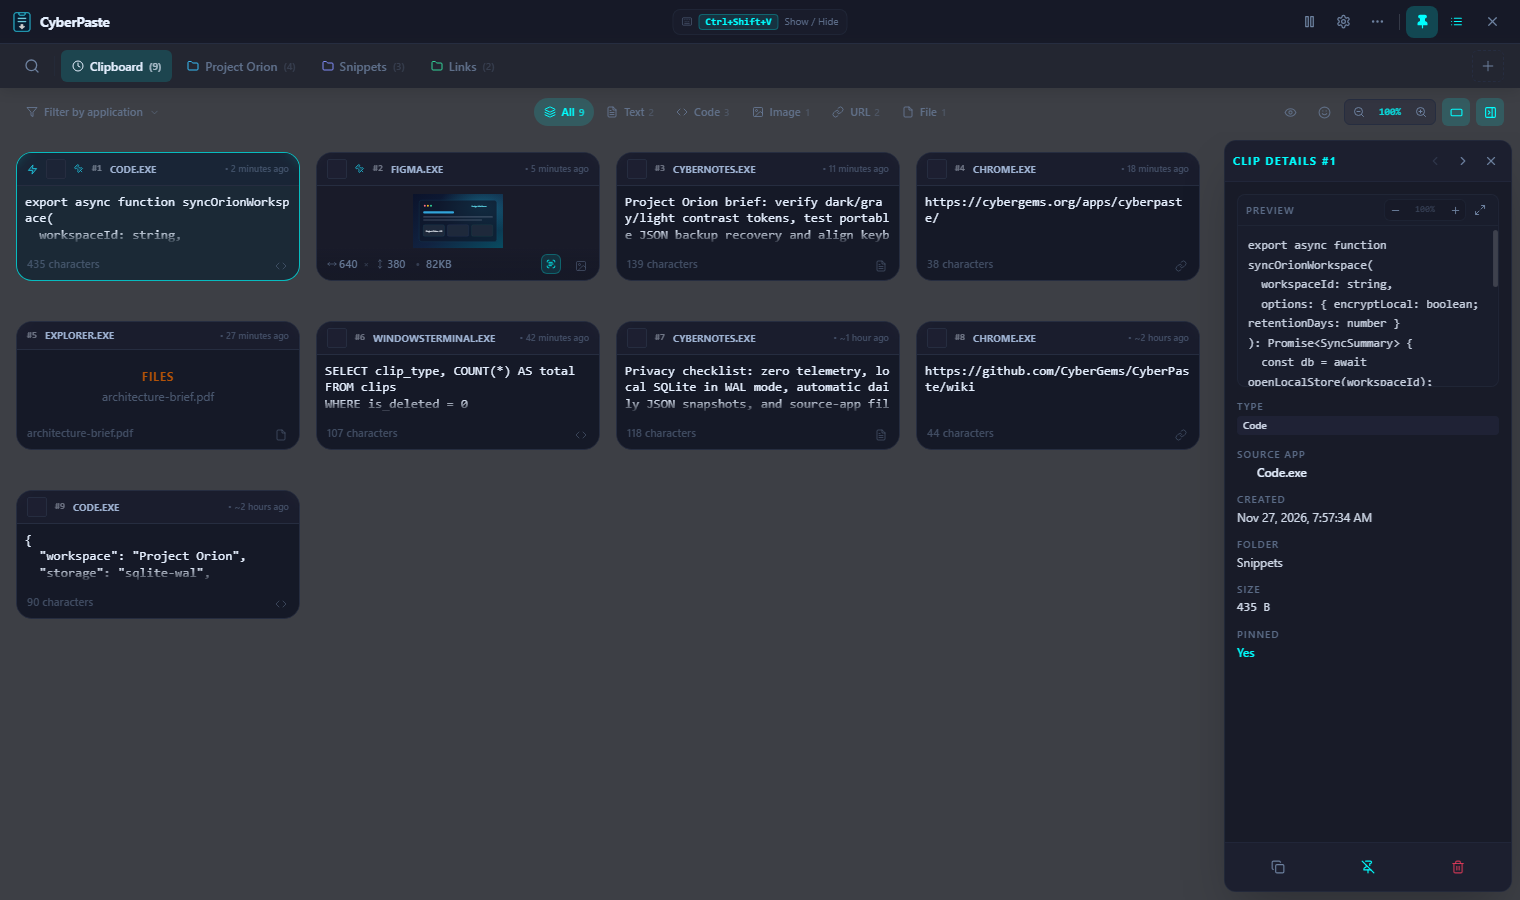 CyberPaste
Ctrl+Shift+V Show / Hide
Clipboard (9)
Project Orion (4)
Snippets (3)
Links (2)
Filter by application
All 9
Text 2
Code 3
Image 1
URL 2
File 1
100%
#1 CODE.EXE • 2 minutes ago
export async function syncOrionWorksp
ace(
workspaceId: string,
435 characters
#2 FIGMA.EXE • 5 minutes ago
640 • 380 • 82KB
#3 CYBERNOTES.EXE • 11 minutes ago
Project Orion brief: verify dark/gra
y/light contrast tokens, test portabl
e JSON backup recovery and align keyb
139 characters
#4 CHROME.EXE • 18 minutes ago
https://cybergems.org/apps/cyberpast
e/
38 characters
#5 EXPLORER.EXE • 27 minutes ago
FILES
architecture-brief.pdf
architecture-brief.pdf
#6 WINDOWSTERMINAL.EXE • 42 minutes ago
SELECT clip_type, COUNT(*) AS total
FROM clips
WHERE is_deleted = 0
107 characters
#7 CYBERNOTES.EXE • ~1 hour ago
Privacy checklist: zero telemetry, lo
cal SQLite in WAL mode, automatic dai
ly JSON snapshots, and source-app fil
118 characters
#8 CHROME.EXE • ~2 hours ago
https://github.com/CyberGems/CyberPas
te/wiki
44 characters
#9 CODE.EXE • ~2 hours ago
{
"workspace": "Project Orion",
"storage": "sqlite-wal",
90 characters
CLIP DETAILS #1
PREVIEW
100%
export async function
syncOrionWorkspace(
workspaceId: string,
options: { encryptLocal: boolean;
retentionDays: number }
): Promise<SyncSummary> {
const db = await
openLocalStore(workspaceId);
TYPE
Code
SOURCE APP
Code.exe
CREATED
Nov 27, 2026, 7:57:34 AM
FOLDER
Snippets
SIZE
435 B
PINNED
Yes